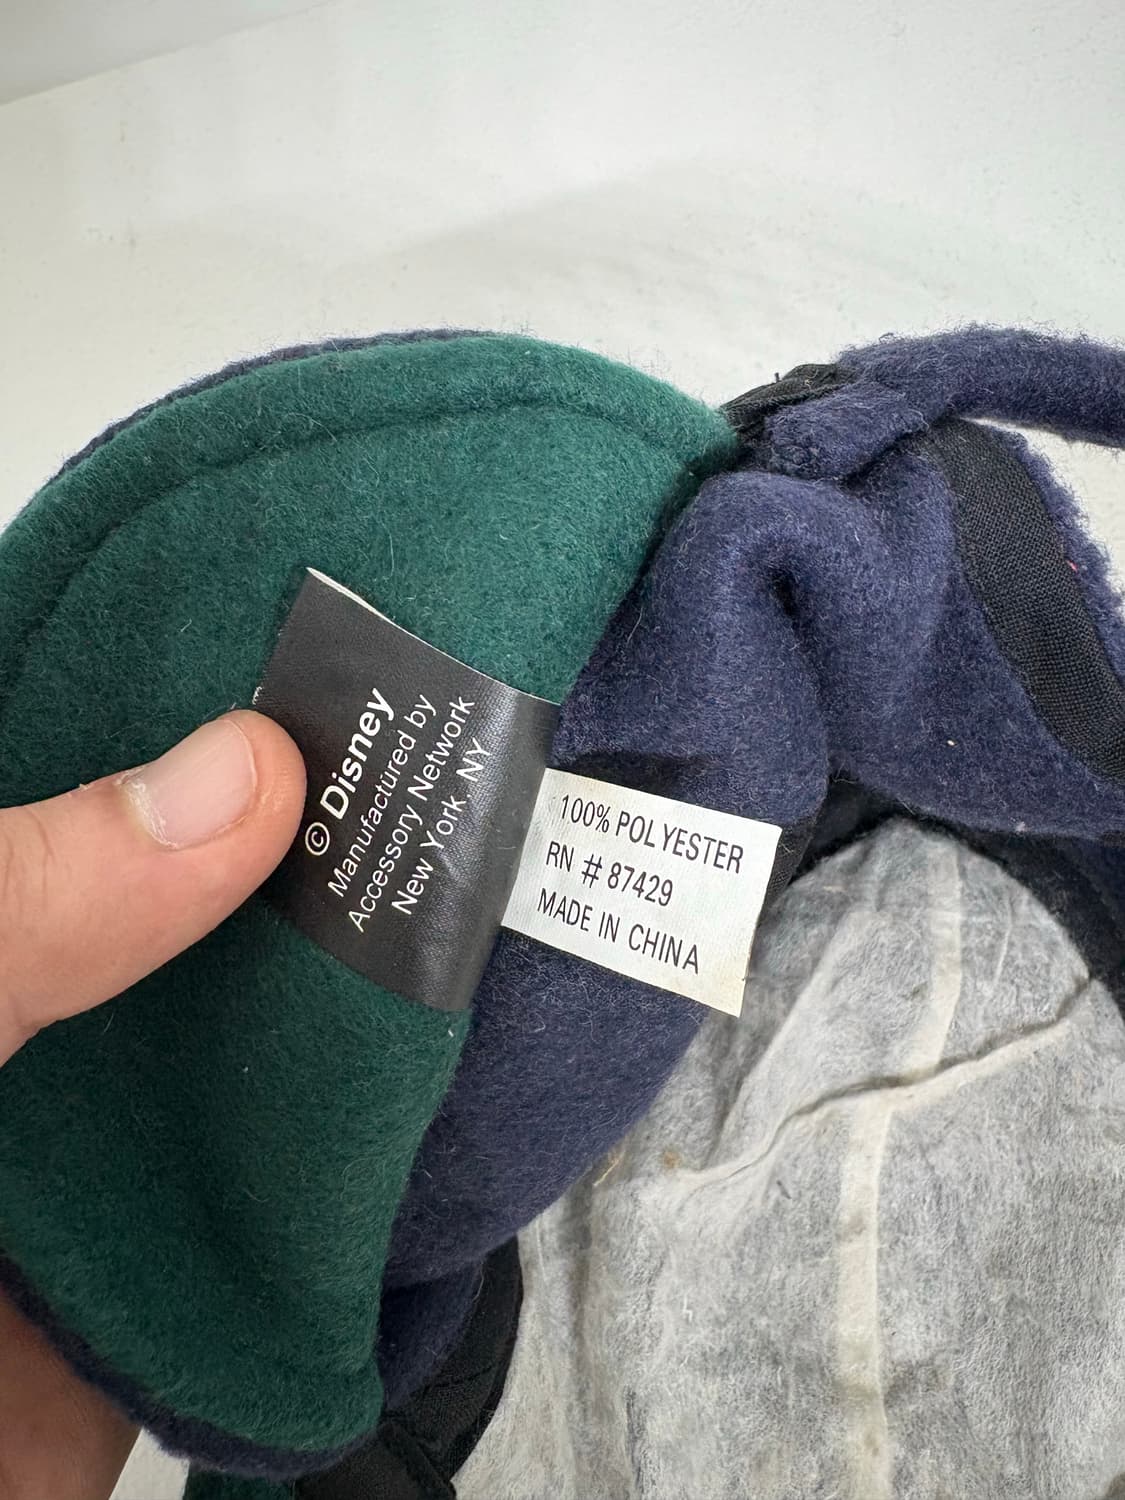 © Disney
Manufactured by
Accessory Network
New York NY
100% POLYESTER
RN # 87429
MADE IN CHINA